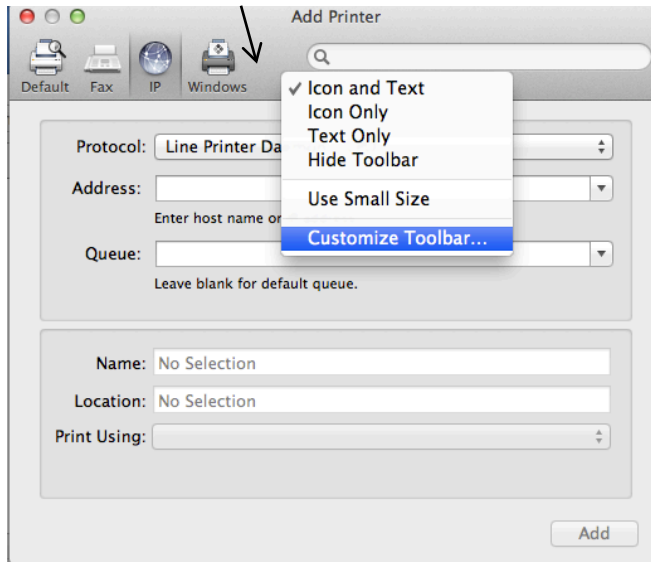 Add Printer
Default Fax IP Windows
✓ Icon and Text
Icon Only
Text Only
Hide Toolbar
Use Small Size
Customize Toolbar...
Protocol: Line Printer
Address:
Enter host name
Queue:
Leave blank for default queue.
Name: No Selection
Location: No Selection
Print Using:
Add